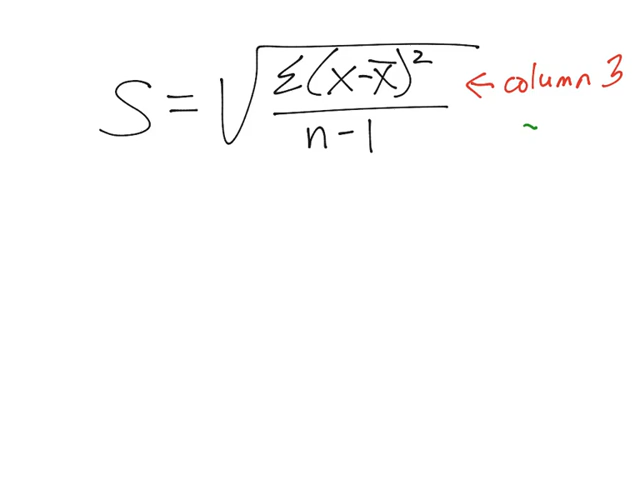 S = √(Σ(x-x̄)² / (n-1)) ← column 3
~